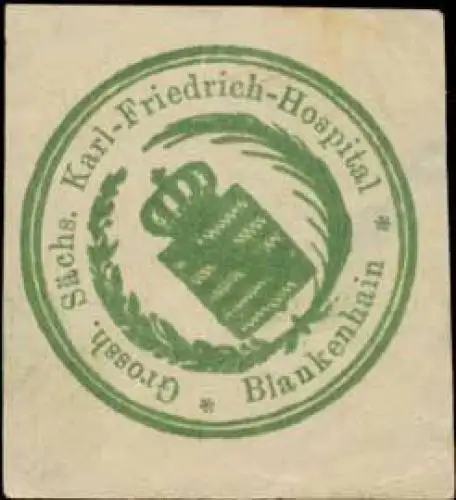 Grossh. Sächs. Karl-Friedrich-Hospital
* Blankenhain *